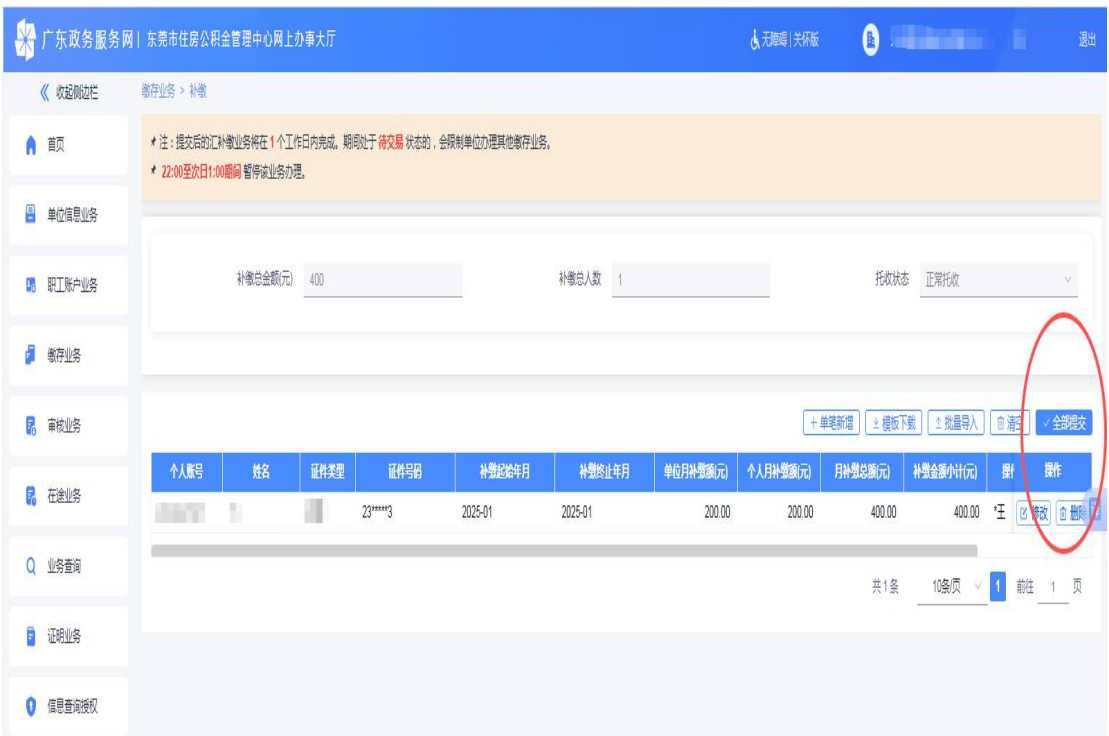 广东政务服务网 | 东莞市住房公积金管理中心网上办事大厅 无障碍 | 关怀版 退出
收起侧边栏 缴存业务 > 补缴
首页
单位信息业务
职工账户业务
缴存业务
审核业务
在途业务
业务查询
证明业务
信息查询授权
* 注：提交后的汇补缴业务将在 1 个工作日内完成。期间处于 待交易 状态的，会限制单位办理其他缴存业务。
* 22:00至次日1:00期间 暂停该业务办理。
补缴总金额(元) 400 补缴总人数 1 托收状态 正常托收
单笔新增 模板下载 批量导入 清空 全部提交
个人账号 姓名 证件类型 证件号码 补缴起始年月 补缴终止年月 单位月补缴额(元) 个人月补缴额(元) 月补缴总额(元) 补缴金额小计(元) 操作
23*****3 2025-01 2025-01 200.00 200.00 400.00 400.00 *王 修改 删除
共 1 条 10条/页 1 前往 1 页